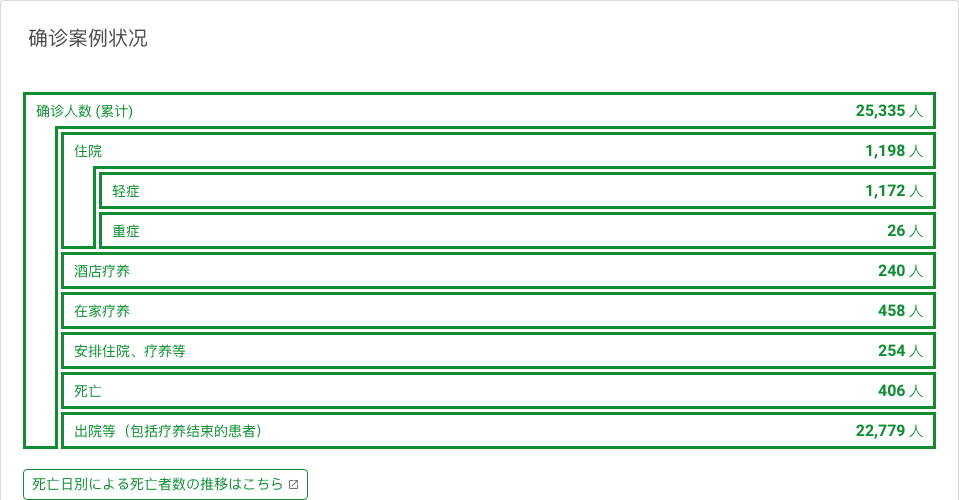 确诊案例状况
确诊人数 (累计) 25,335 人
住院 1,198 人
轻症 1,172 人
重症 26 人
酒店疗养 240 人
在家疗养 458 人
安排住院、疗养等 254 人
死亡 406 人
出院等（包括疗养结束的患者） 22,779 人
死亡日別による死亡者数の推移はこちら